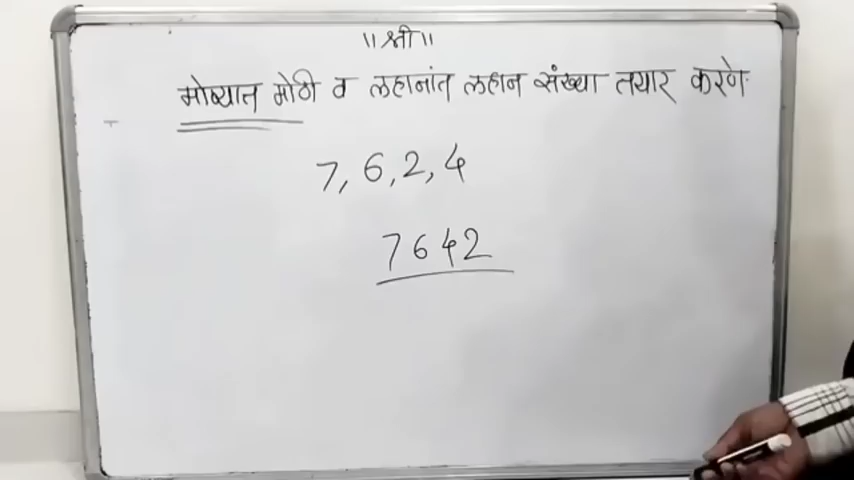 ॥श्री॥
मोठ्यात मोठी व लहानांत लहान संख्या तयार करणे.
7, 6, 2, 4
7642